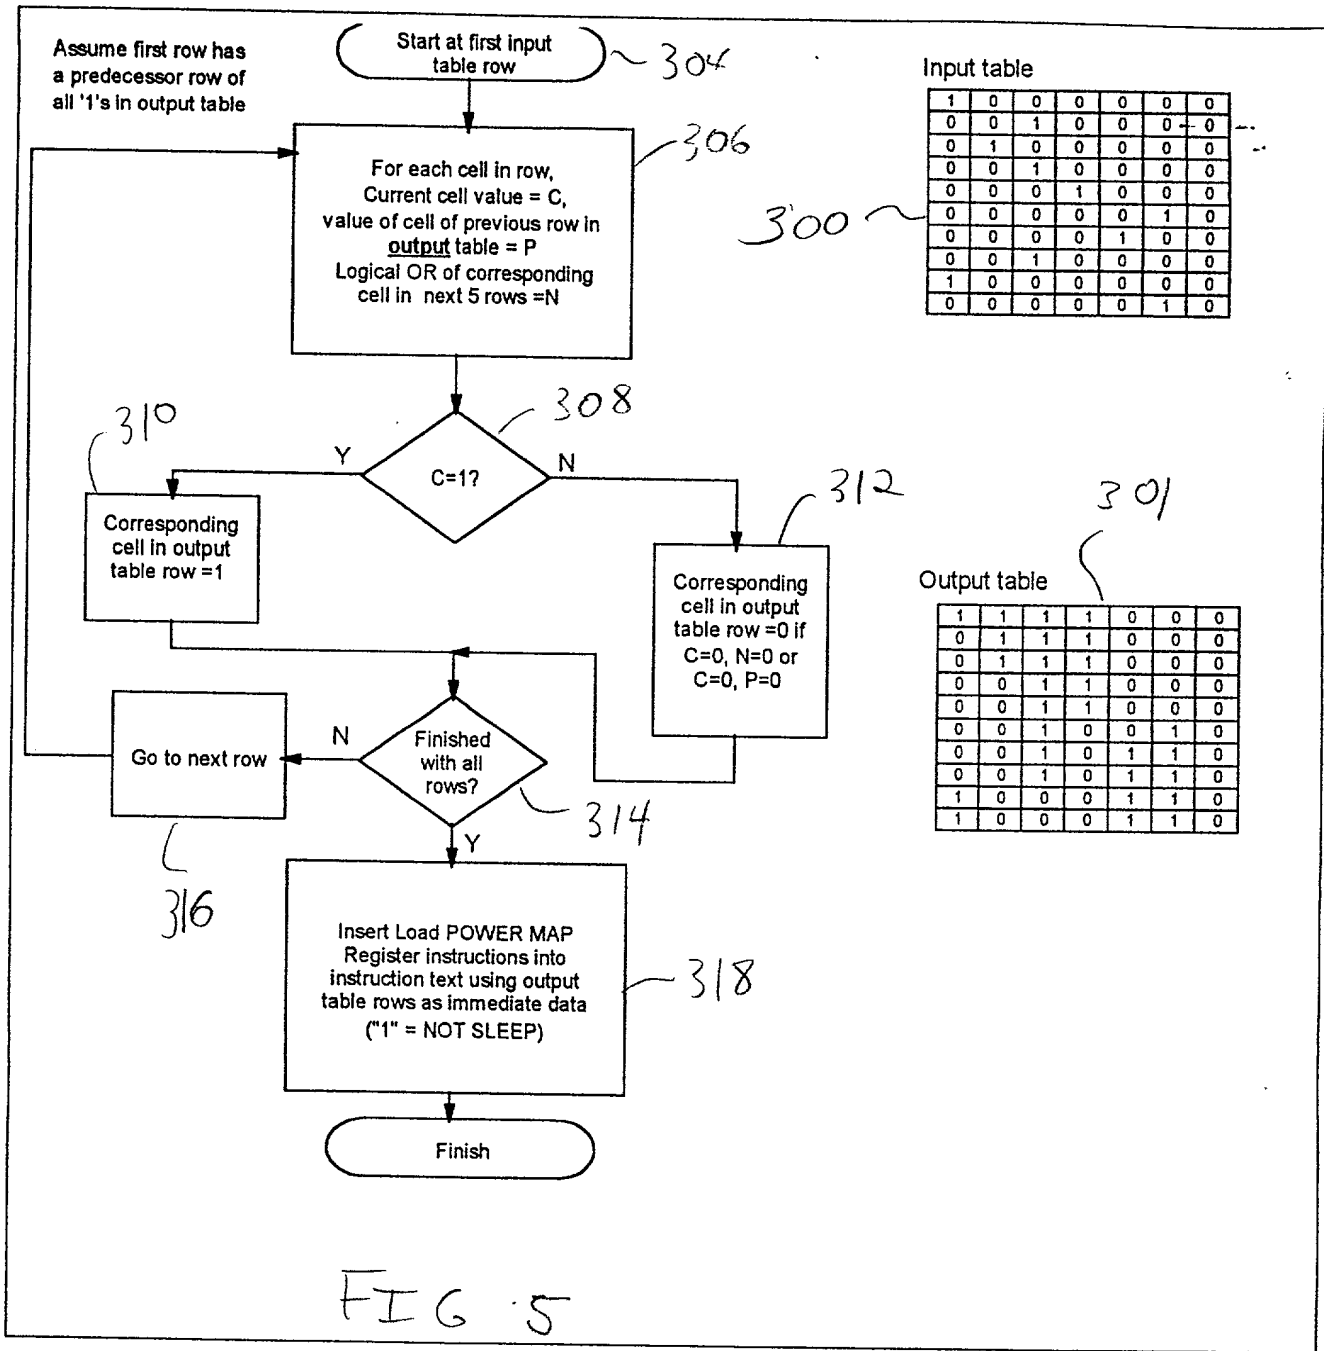 Assume first row has
a predecessor row of
all '1's in output table
Start at first input
table row
304
For each cell in row,
Current cell value = C,
value of cell of previous row in
output table = P
Logical OR of corresponding
cell in next 5 rows =N
306
C=1?
308
Y
N
310
Corresponding
cell in output
table row =1
312
Corresponding
cell in output
table row =0 if
C=0, N=0 or
C=0, P=0
Finished
with all
rows?
314
N
Y
Go to next row
316
Insert Load POWER MAP
Register instructions into
instruction text using output
table rows as immediate data
("1" = NOT SLEEP)
318
Finish
Input table
300
1 0 0 0 0 0 0
0 0 1 0 0 0 0
0 1 0 0 0 0 0
0 0 1 0 0 0 0
0 0 0 1 0 0 0
0 0 0 0 0 1 0
0 0 0 0 1 0 0
0 0 1 0 0 0 0
1 0 0 0 0 0 0
0 0 0 0 0 1 0
301
Output table
1 1 1 1 0 0 0
0 1 1 1 0 0 0
0 1 1 1 0 0 0
0 0 1 1 0 0 0
0 0 1 1 0 0 0
0 0 1 0 0 1 0
0 0 1 0 1 1 0
0 0 1 0 1 1 0
1 0 0 0 1 1 0
1 0 0 0 1 1 0
FIG 5